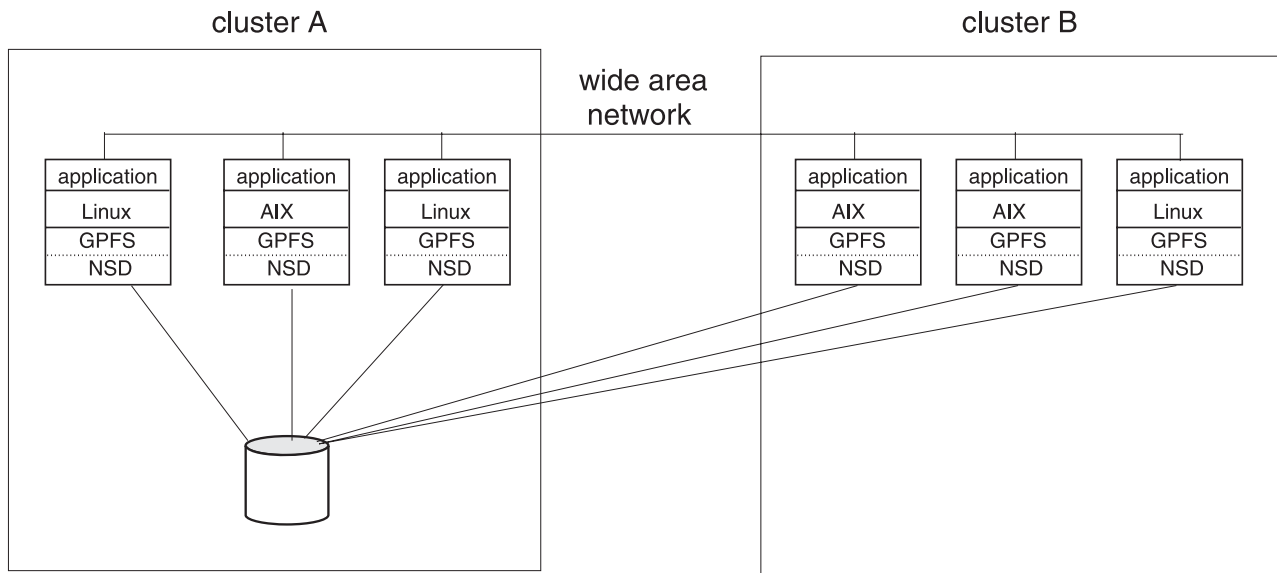 cluster A
cluster B
wide area
network
application
Linux
GPFS
NSD
application
AIX
GPFS
NSD
application
Linux
GPFS
NSD
application
AIX
GPFS
NSD
application
AIX
GPFS
NSD
application
Linux
GPFS
NSD